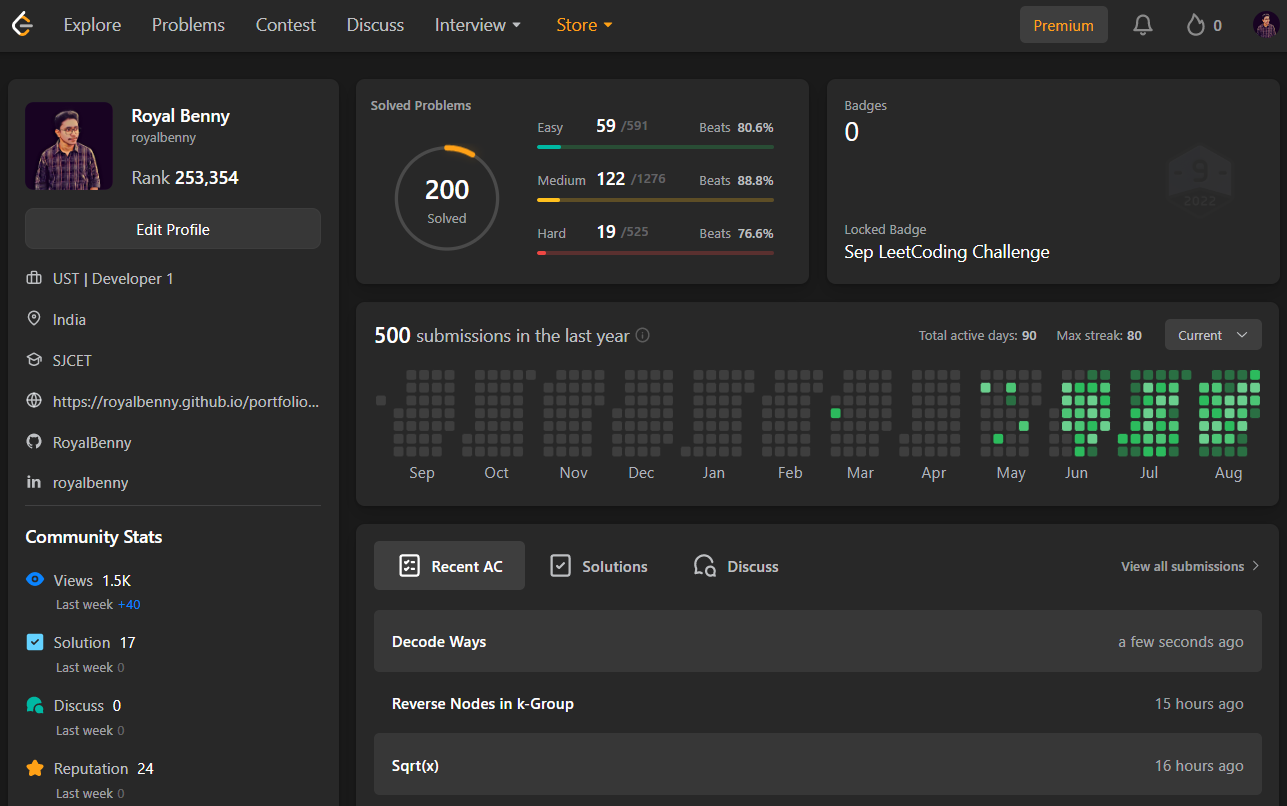 Explore Problems Contest Discuss Interview Store Premium 0
Royal Benny
royalbenny
Rank 253,354
Edit Profile
UST | Developer 1
India
SJCET
https://royalbenny.github.io/portfolio...
RoyalBenny
royalbenny
Community Stats
Views 1.5K
Last week +40
Solution 17
Last week 0
Discuss 0
Last week 0
Reputation 24
Last week 0
Solved Problems
200
Solved
Easy 59 /591 Beats 80.6%
Medium 122 /1276 Beats 88.8%
Hard 19 /525 Beats 76.6%
Badges
0
9
2022
Locked Badge
Sep LeetCoding Challenge
500 submissions in the last year Total active days: 90 Max streak: 80 Current
Sep Oct Nov Dec Jan Feb Mar Apr May Jun Jul Aug
Recent AC Solutions Discuss View all submissions
Decode Ways a few seconds ago
Reverse Nodes in k-Group 15 hours ago
Sqrt(x) 16 hours ago